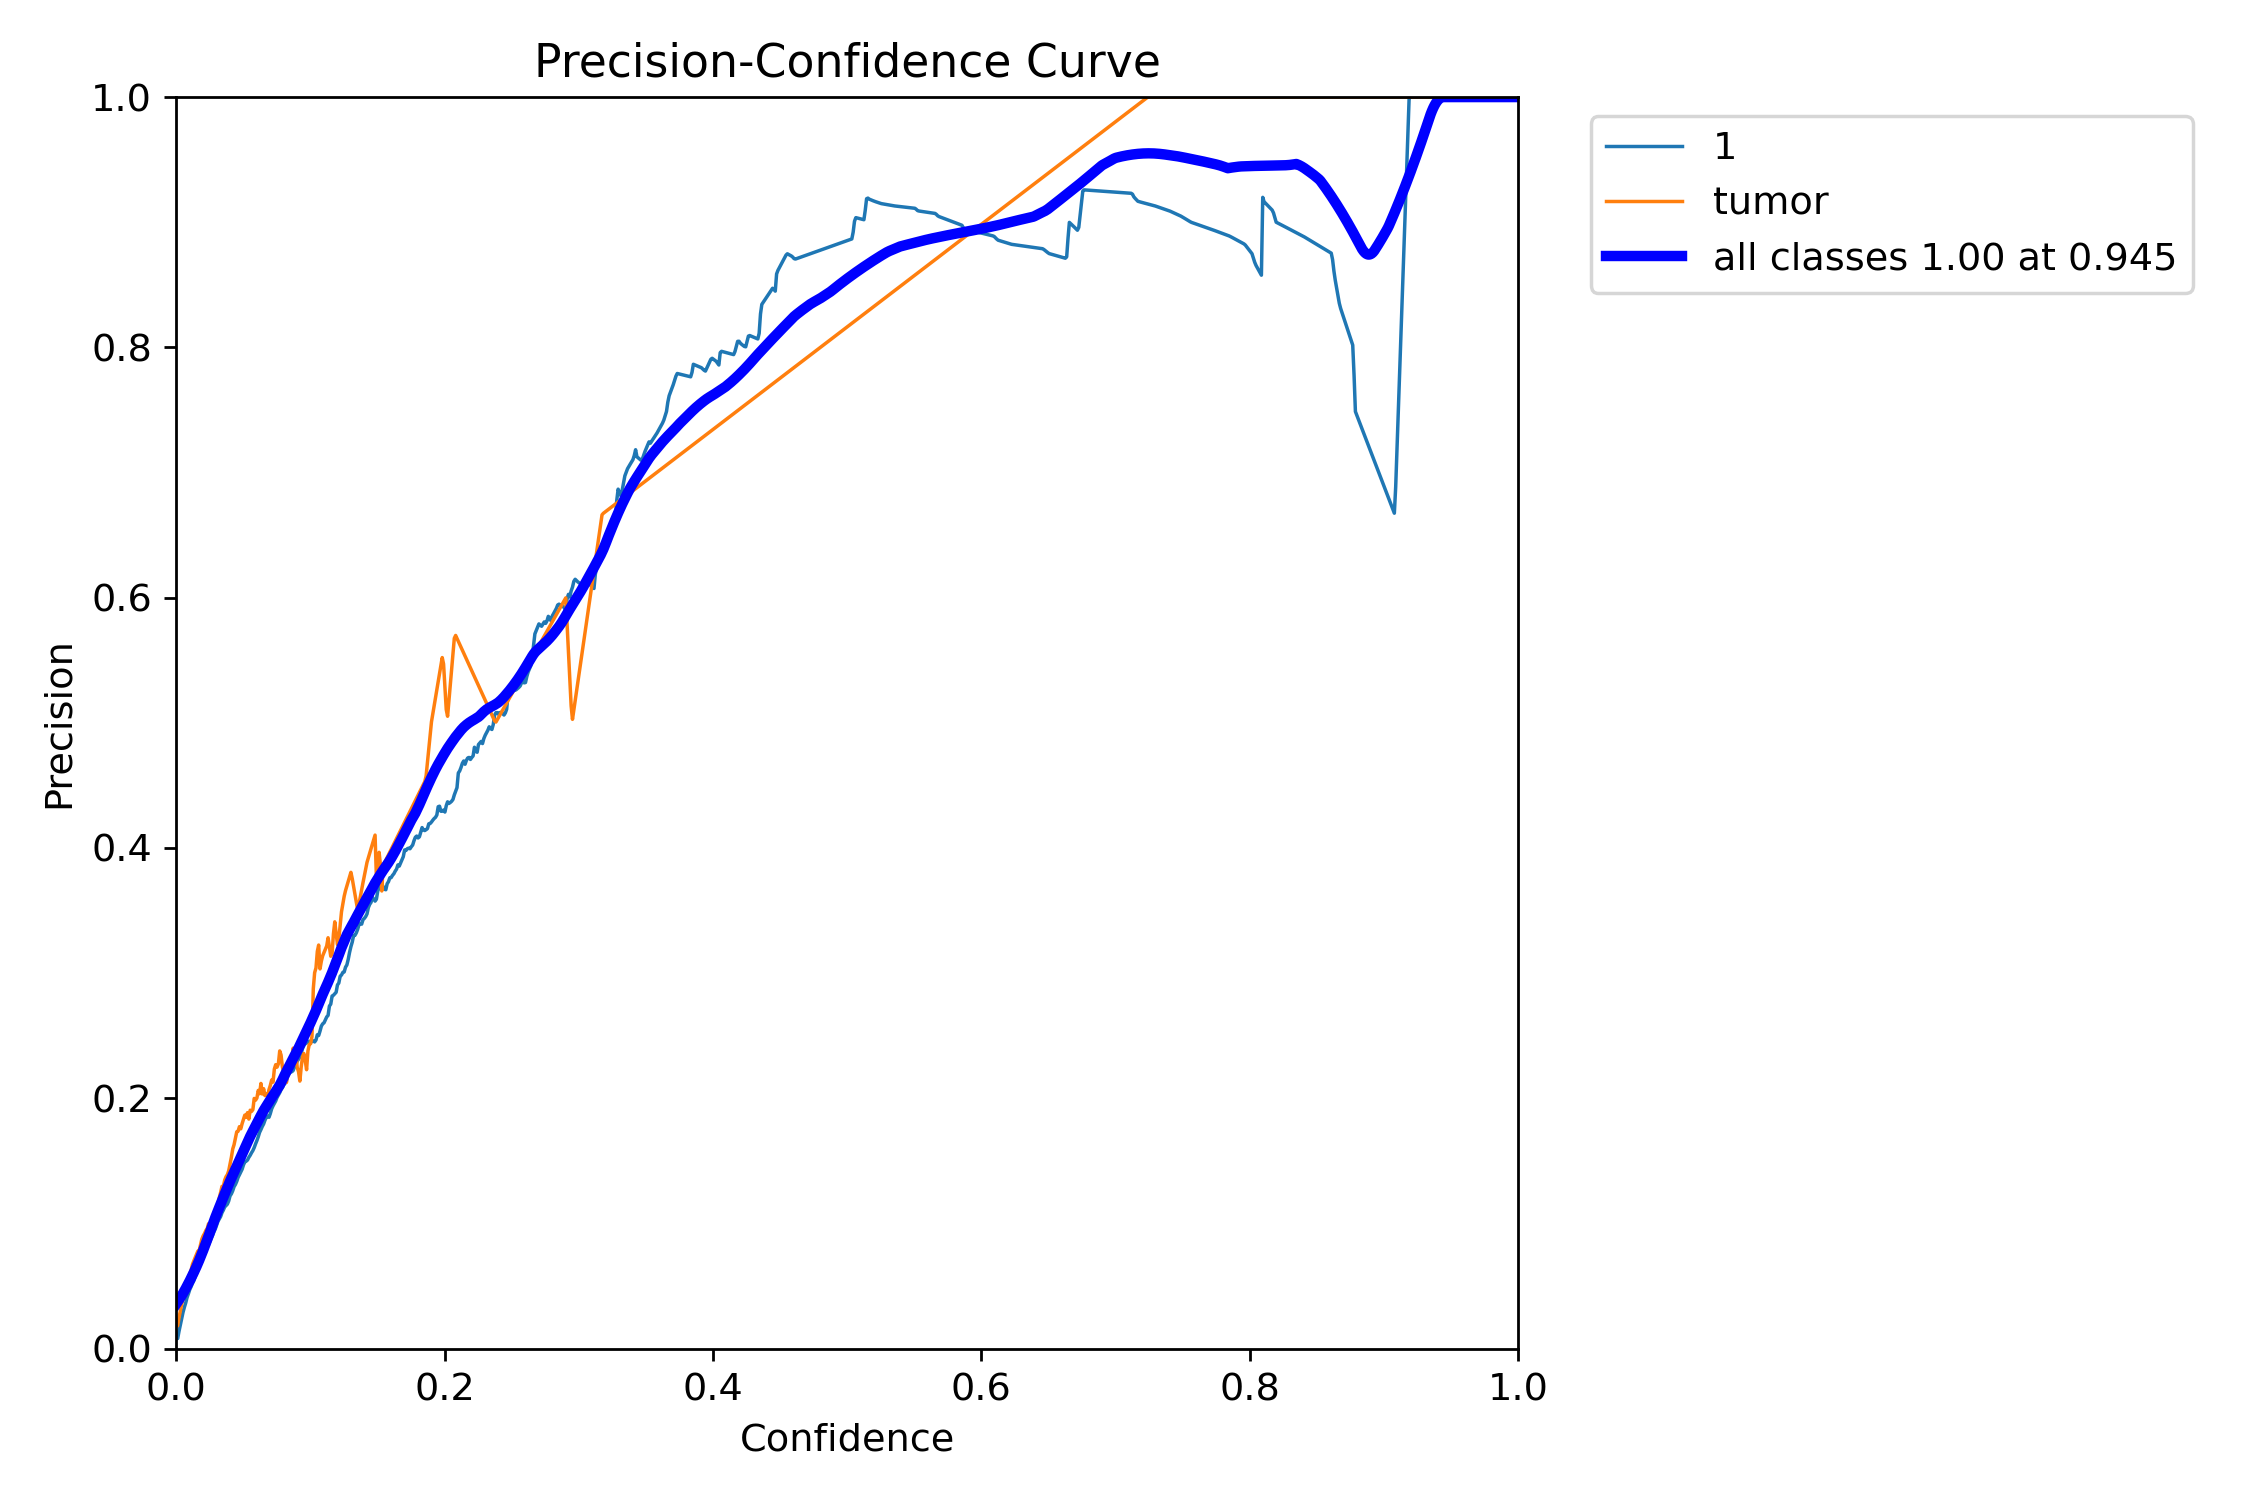 Precision-Confidence Curve
1.0
0.8
0.6
0.4
0.2
0.0
Precision
0.0 0.2 0.4 0.6 0.8 1.0
Confidence
1
tumor
all classes 1.00 at 0.945